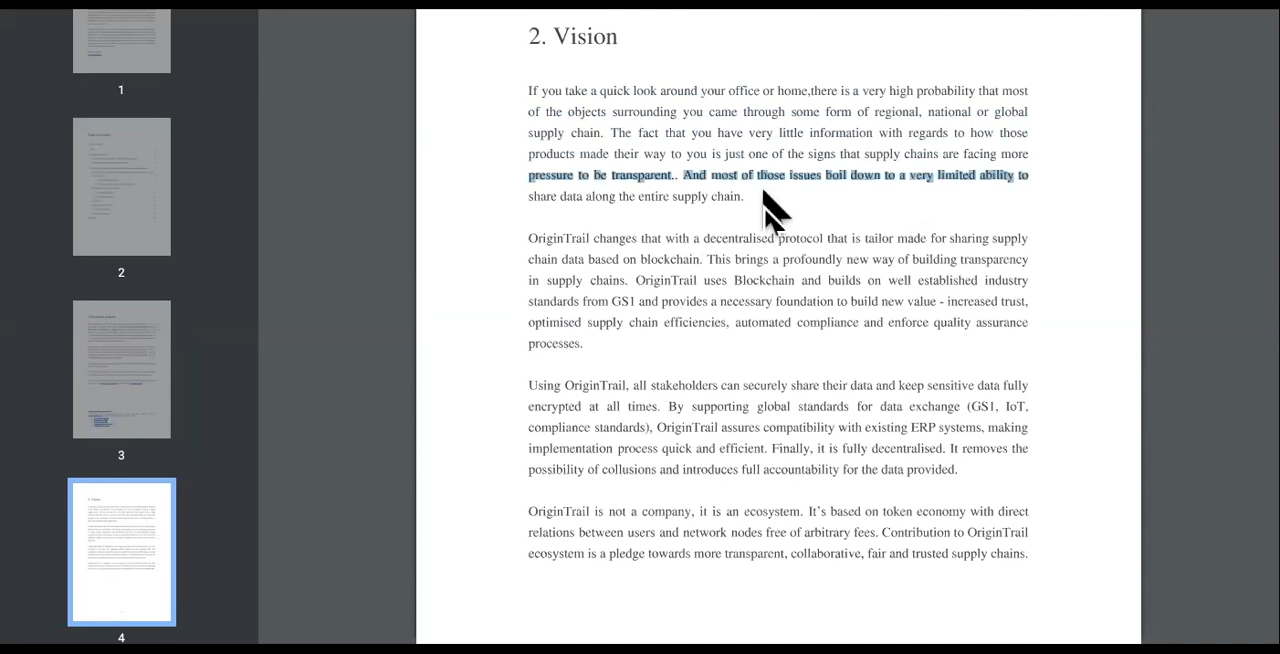 2. Vision
If you take a quick look around your office or home,there is a very high probability that most
of the objects surrounding you came through some form of regional, national or global
supply chain. The fact that you have very little information with regards to how those
products made their way to you is just one of the signs that supply chains are facing more
pressure to be transparent.. And most of those issues boil down to a very limited ability to
share data along the entire supply chain.
OriginTrail changes that with a decentralised protocol that is tailor made for sharing supply
chain data based on blockchain. This brings a profoundly new way of building transparency
in supply chains. OriginTrail uses Blockchain and builds on well established industry
standards from GS1 and provides a necessary foundation to build new value - increased trust,
optimised supply chain efficiencies, automated compliance and enforce quality assurance
processes.
Using OriginTrail, all stakeholders can securely share their data and keep sensitive data fully
encrypted at all times. By supporting global standards for data exchange (GS1, IoT,
compliance standards), OriginTrail assures compatibility with existing ERP systems, making
implementation process quick and efficient. Finally, it is fully decentralised. It removes the
possibility of collusions and introduces full accountability for the data provided.
OriginTrail is not a company, it is an ecosystem. It's based on token economy with direct
relations between users and network nodes free of arbitrary fees. Contribution to OriginTrail
ecosystem is a pledge towards more transparent, collaborative, fair and trusted supply chains.
1
2
3
4